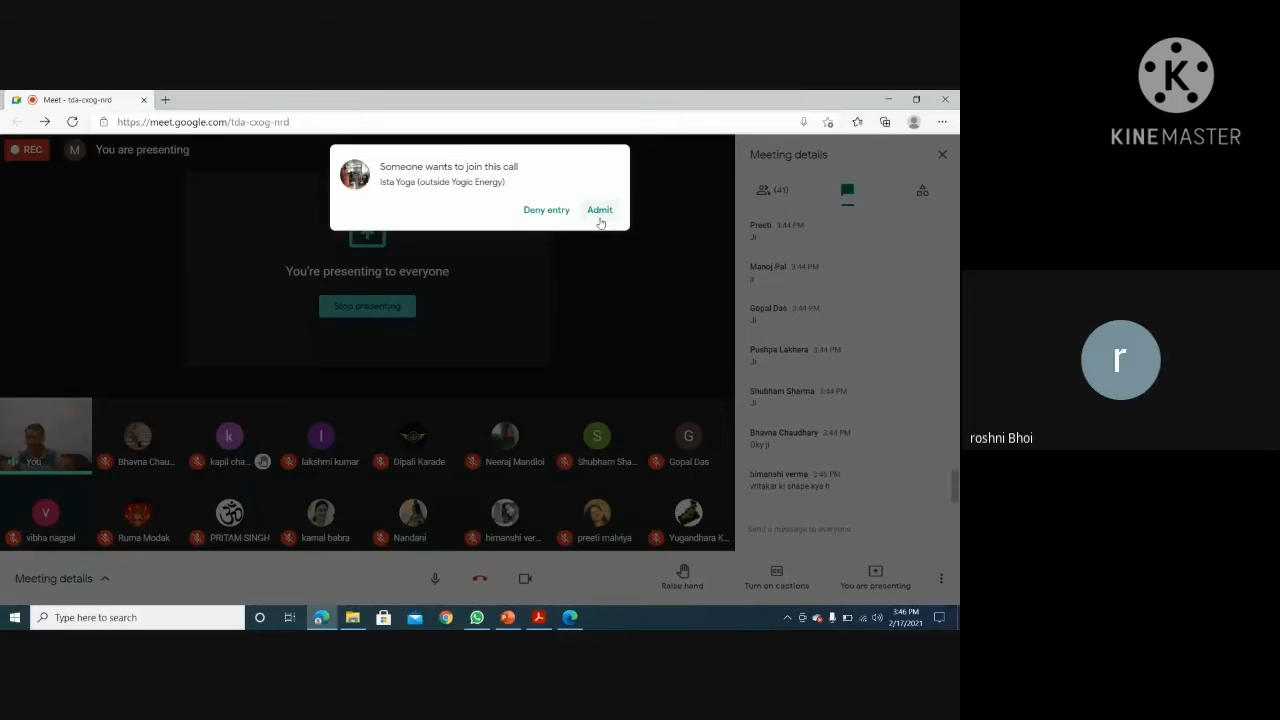 Meet - tda-cxog-nrd
https://meet.google.com/tda-cxog-nrd
REC
M
You are presenting
Someone wants to join this call
Ista Yoga (outside Yogic Energy)
Deny entry
Admit
You're presenting to everyone
Stop presenting
You
Bhavna Chau...
k
kapil cha...
l
lakshmi kumar
Dipali Karade
Neeraj Mandloi
S
Shubham Sha...
G
Gopal Das
v
vibha nagpal
Ruma Modak
ॐ
PRITAM SINGH
kamal babra
Nandani
himanshi ver...
preeti malviya
Yugandhara K...
Meeting details
(41)
Preeti 3:44 PM
Ji
Manoj Pal 3:44 PM
ji
Gopal Das 3:44 PM
Ji
Pushpa Lakhera 3:44 PM
Ji
Shubham Sharma 3:44 PM
Ji
Bhavna Chaudhary 3:44 PM
Oky ji
himanshi verma 3:46 PM
vritakar ki shape kya h
Send a message to everyone
Meeting details
Raise hand
CC
Turn on captions
You are presenting
Type here to search
3:46 PM
2/17/2021
K
KINEMASTER
r
roshni Bhoi